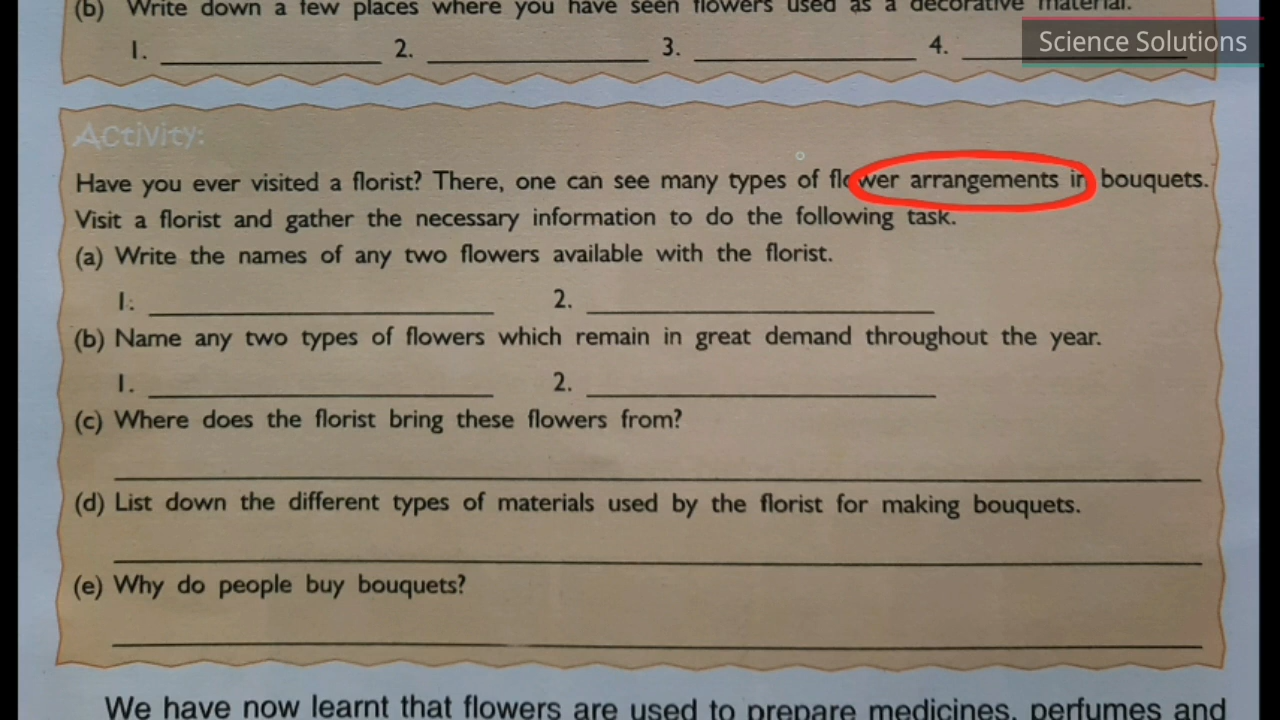 (b) Write down a few places where you have seen flowers used as a decorative material.
1. 2. 3. 4.
Science Solutions
Activity:
Have you ever visited a florist? There, one can see many types of flower arrangements in bouquets.
Visit a florist and gather the necessary information to do the following task.
(a) Write the names of any two flowers available with the florist.
1. 2.
(b) Name any two types of flowers which remain in great demand throughout the year.
1. 2.
(c) Where does the florist bring these flowers from?
(d) List down the different types of materials used by the florist for making bouquets.
(e) Why do people buy bouquets?
We have now learnt that flowers are used to prepare medicines, perfumes and